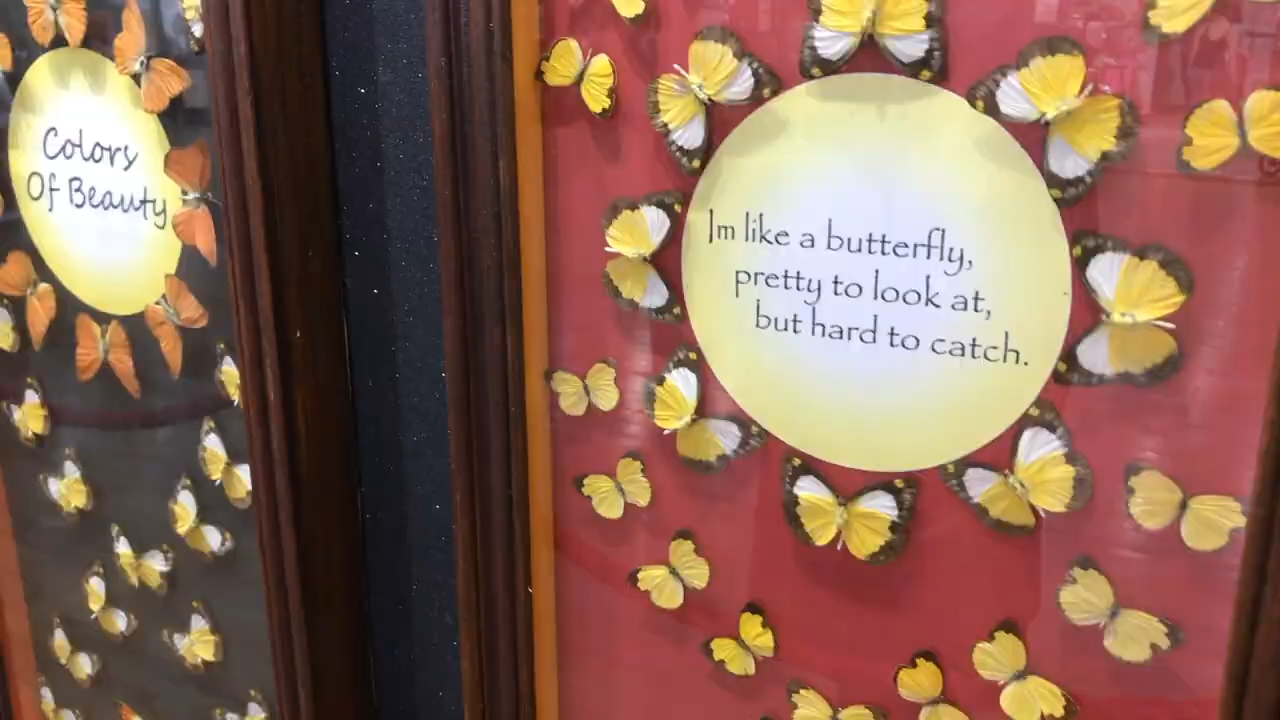 Colors
Of Beauty
Im like a butterfly,
pretty to look at,
but hard to catch.